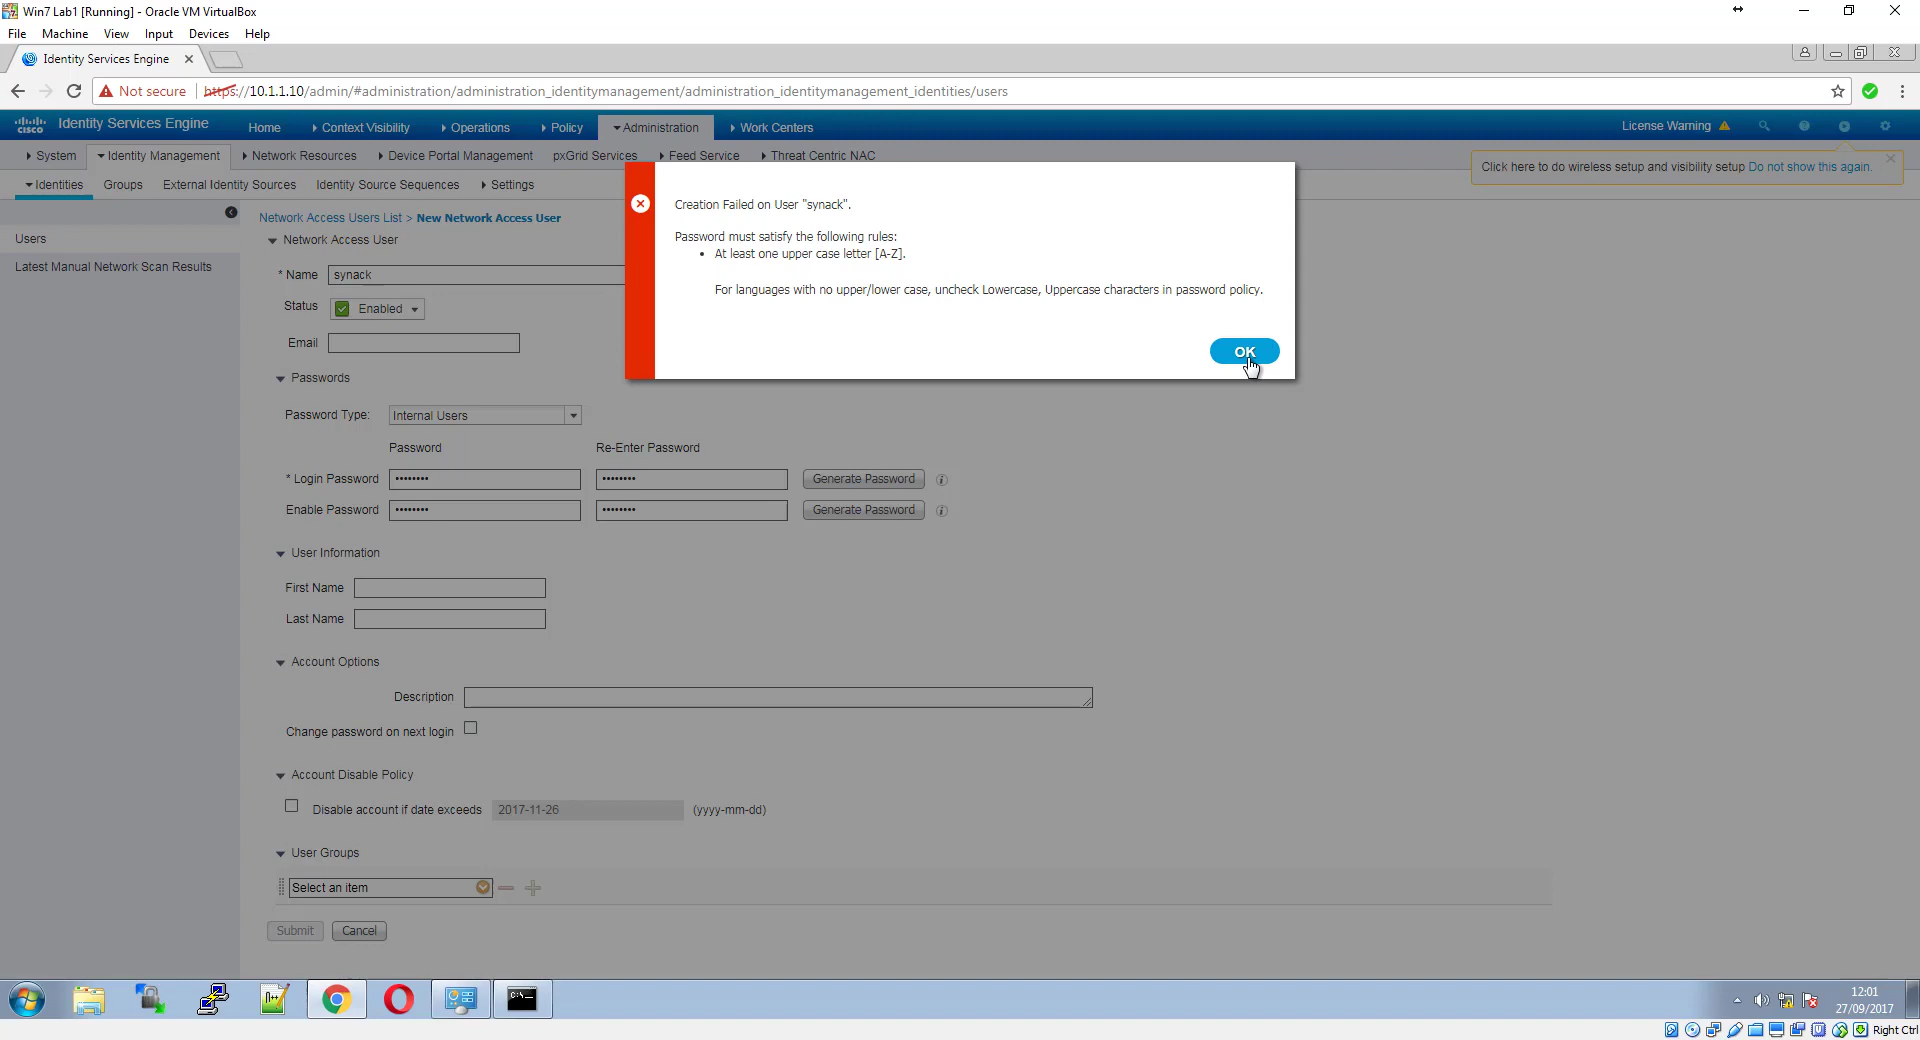 Win7 Lab1 [Running] - Oracle VM VirtualBox
File Machine View Input Devices Help
Identity Services Engine
Not secure https://10.1.1.10/admin/#administration/administration_identitymanagement/administration_identitymanagement_identities/users
cisco Identity Services Engine Home Context Visibility Operations Policy Administration Work Centers License Warning
System Identity Management Network Resources Device Portal Management pxGrid Services Feed Service Threat Centric NAC
Click here to do wireless setup and visibility setup Do not show this again.
Identities Groups External Identity Sources Identity Source Sequences Settings
Users
Latest Manual Network Scan Results
Network Access Users List > New Network Access User
Network Access User
* Name synack
Status Enabled
Email
Creation Failed on User "synack".
Password must satisfy the following rules:
• At least one upper case letter [A-Z].
For languages with no upper/lower case, uncheck Lowercase, Uppercase characters in password policy.
OK
Passwords
Password Type: Internal Users
Password Re-Enter Password
* Login Password •••••••• •••••••• Generate Password
Enable Password •••••••• •••••••• Generate Password
User Information
First Name
Last Name
Account Options
Description
Change password on next login
Account Disable Policy
Disable account if date exceeds 2017-11-26 (yyyy-mm-dd)
User Groups
Select an item
Submit Cancel
12:01
27/09/2017
Right Ctrl